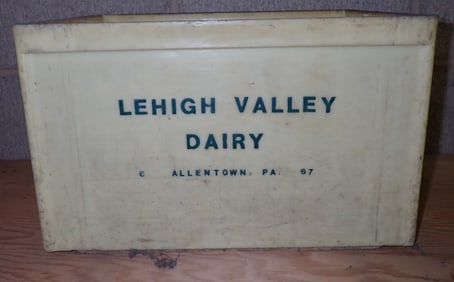 LEHIGH VALLEY
DAIRY
6 ALLENTOWN, PA. 67